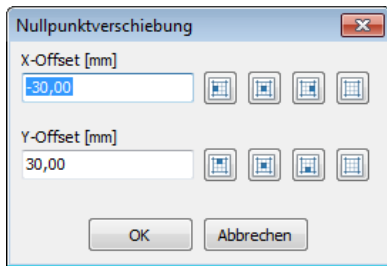 Nullpunktverschiebung
X-Offset [mm]
-30,00
Y-Offset [mm]
30,00
OK
Abbrechen